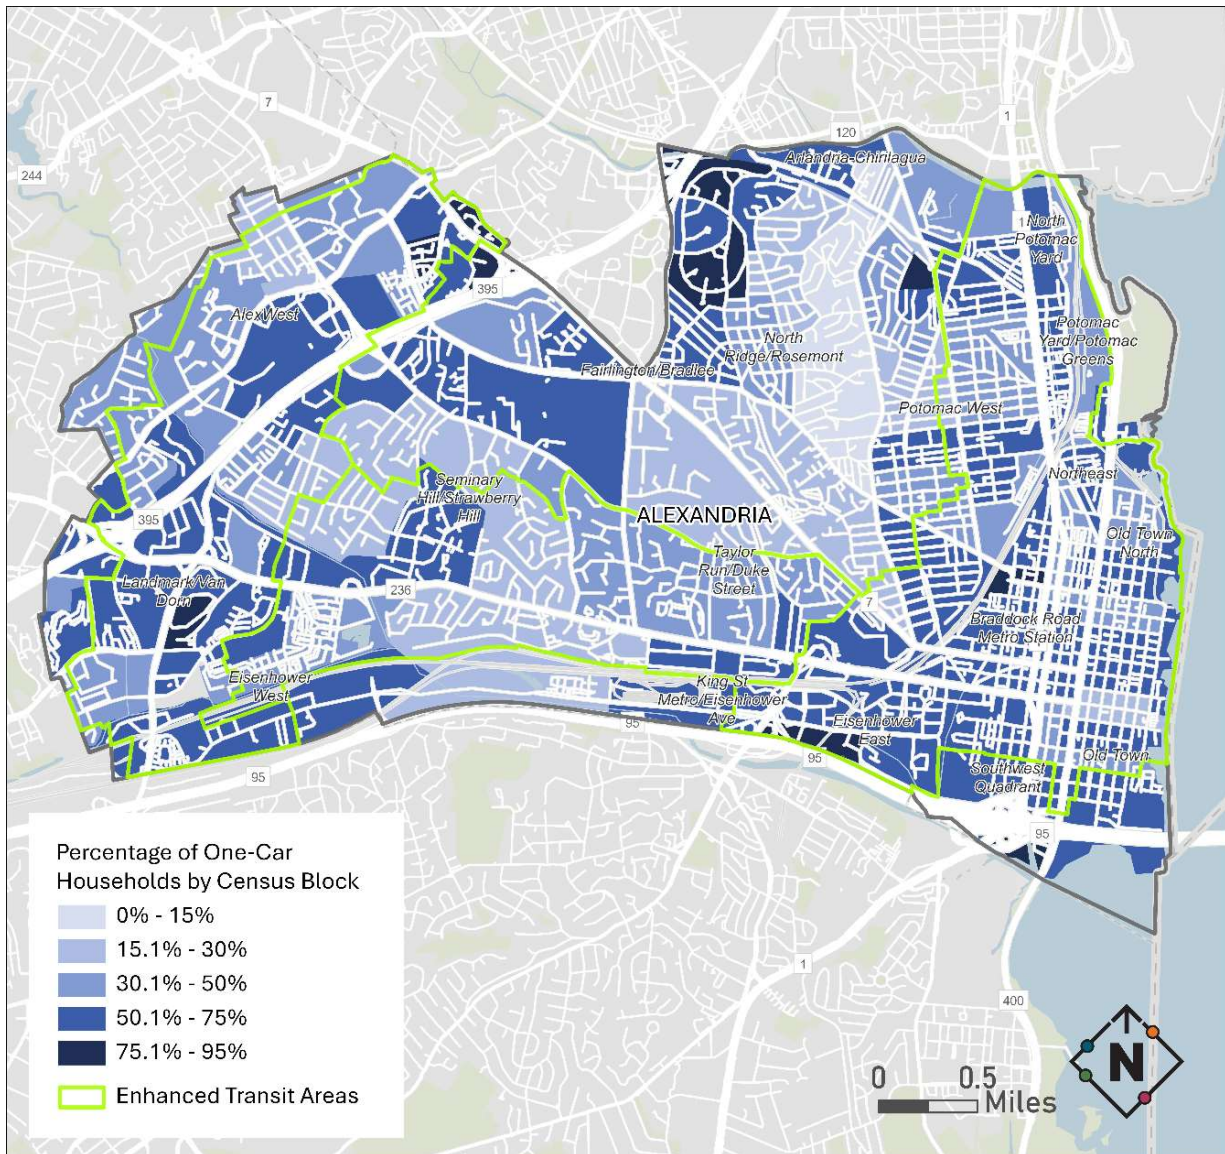 7
120
1
244
Arlandria-Chirilagua
1
North
Potomac
Yard
395
AlexWest
Potomac
Yard/Potomac
Greens
North
Ridge/Rosemont
Fairlington/Bradlee
Potomac West
Seminary
Hill/Strawberry
Hill
Northeast
ALEXANDRIA
395
Old Town
North
Taylor
Run/Duke
Street
Landmark/Van
Dorn
236
7
Braddock Road
Metro Station
Eisenhower
West
King St
Metro/Eisenhower
Ave
Eisenhower
East
95
95
95
Old Town
Southwest
Quadrant
95
Percentage of One-Car
Households by Census Block
0% - 15%
15.1% - 30%
30.1% - 50%
50.1% - 75%
75.1% - 95%
Enhanced Transit Areas
1
400
0 0.5
Miles
N